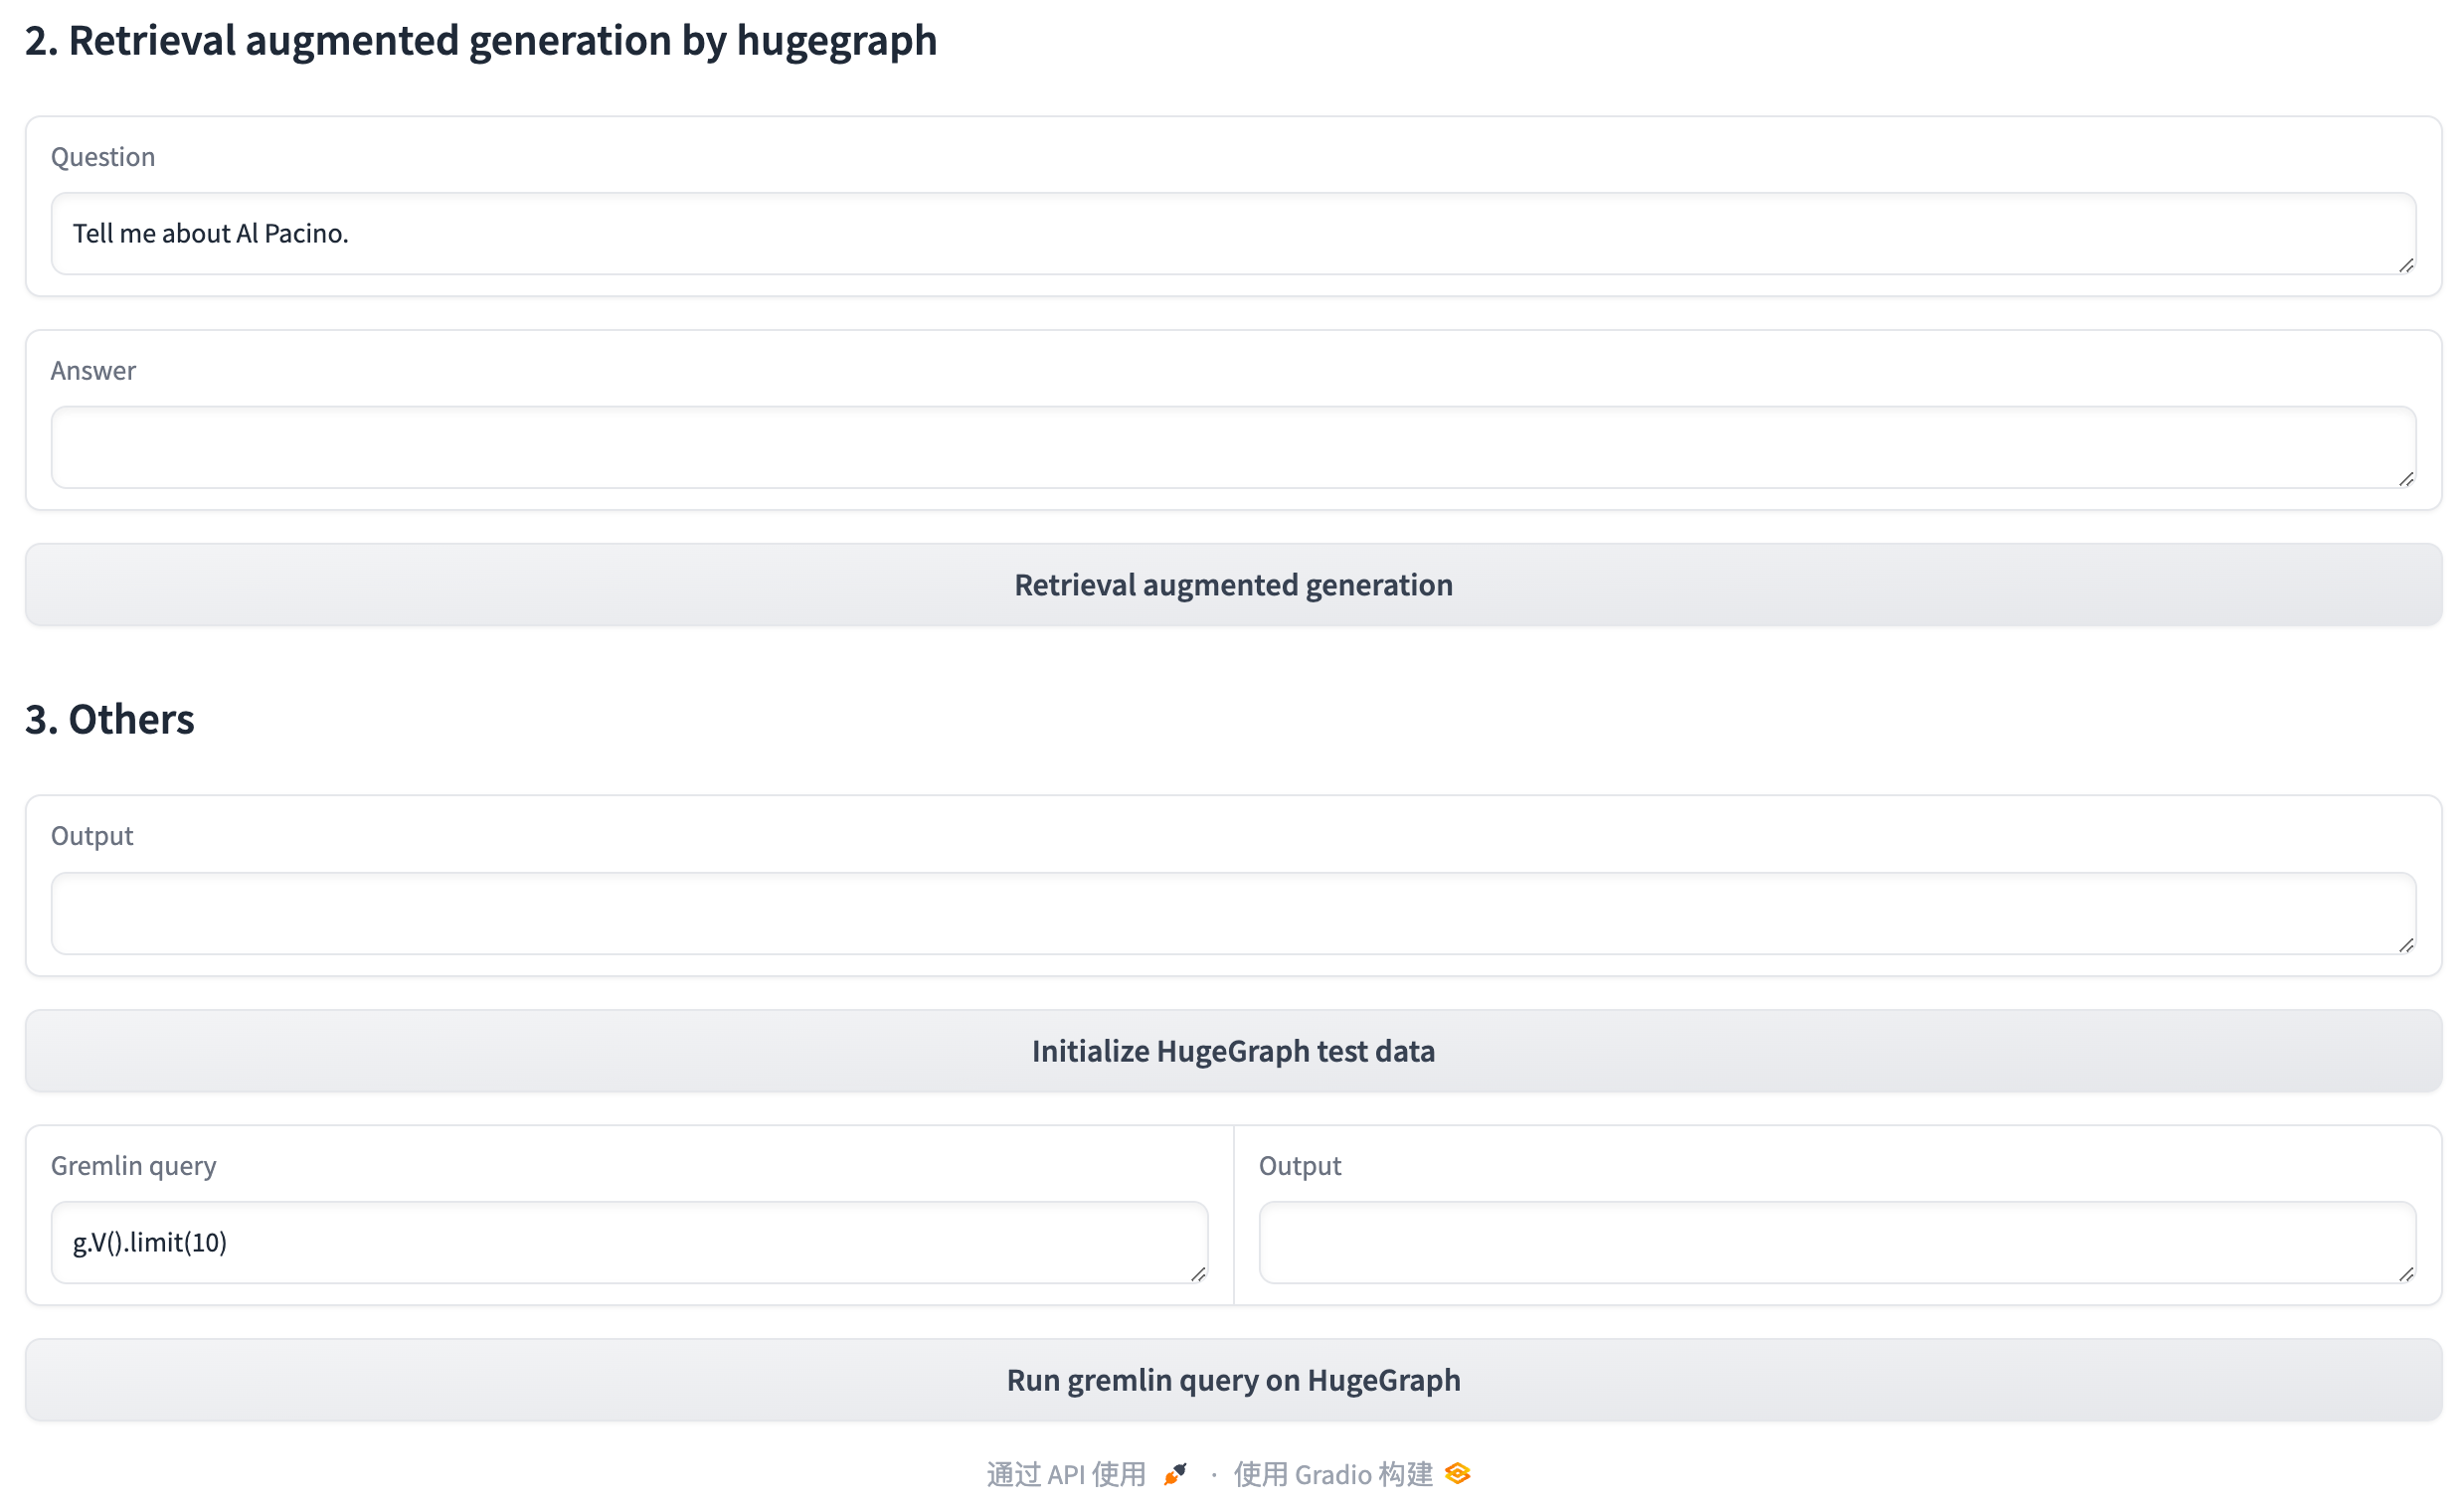 2. Retrieval augmented generation by hugegraph
Question
Tell me about Al Pacino.
Answer
Retrieval augmented generation
3. Others
Output
Initialize HugeGraph test data
Gremlin query
Output
g.V().limit(10)
Run gremlin query on HugeGraph
通过 API 使用 · 使用 Gradio 构建